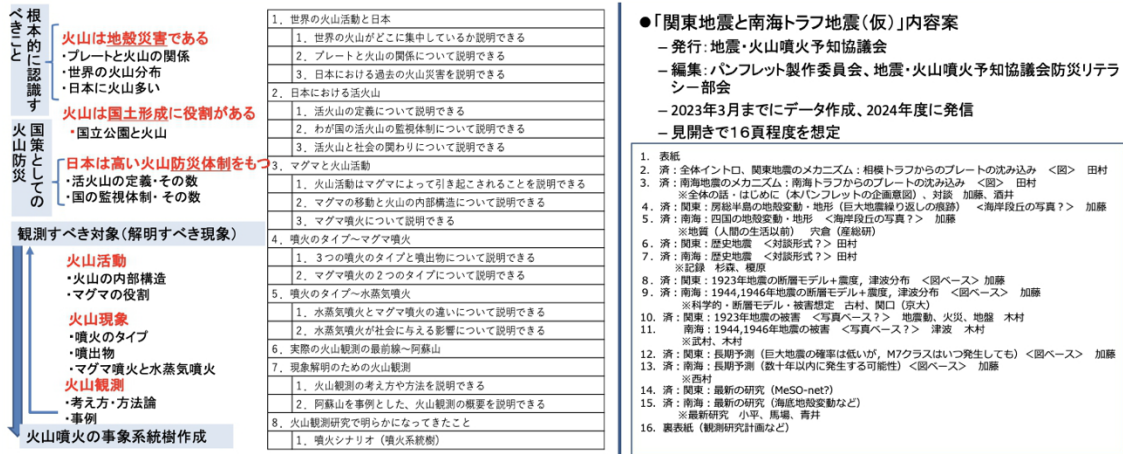 根本的に認識す
べきこと
火山は地殻災害である
・プレートと火山の関係
・世界の火山分布
・日本に火山多い
火山は国土形成に役割がある
・国立公園と火山
国策としての
火山防災
日本は高い火山防災体制をもつ
・活火山の定義・その数
・国の監視体制・その数
観測すべき対象(解明すべき現象)
火山活動
・火山の内部構造
・マグマの役割
火山現象
・噴火のタイプ
・噴出物
・マグマ噴火と水蒸気噴火
火山観測
・考え方・方法論
・事例
火山噴火の事象系統樹作成
1. 世界の火山活動と日本
1. 世界の火山がどこに集中しているか説明できる
2. プレートと火山の関係について説明できる
3. 日本における過去の火山災害を説明できる
2. 日本における活火山
1. 活火山の定義について説明できる
2. わが国の活火山の監視体制について説明できる
3. 活火山と社会の関わりについて説明できる
3. マグマと火山活動
1. 火山活動はマグマによって引き起こされることを説明できる
2. マグマの移動と火山の内部構造について説明できる
3. マグマ噴火について説明できる
4. 噴火のタイプ~マグマ噴火
1. 3つの噴火のタイプと噴出物について説明できる
2. マグマ噴火の2つのタイプについて説明できる
5. 噴火のタイプ~水蒸気噴火
1. 水蒸気噴火とマグマ噴火の違いについて説明できる
2. 水蒸気噴火が社会に与える影響について説明できる
6. 実際の火山観測の最前線~阿蘇山
7. 現象解明のための火山観測
1. 火山観測の考え方や方法を説明できる
2. 阿蘇山を事例とした、火山観測の概要を説明できる
8. 火山観測研究で明らかになってきたこと
1. 噴火シナリオ(噴火系統樹)
●「関東地震と南海トラフ地震(仮)」内容案
– 発行:地震・火山噴火予知協議会
– 編集:パンフレット製作委員会、地震・火山噴火予知協議会防災リテラ
シー部会
– 2023年3月までにデータ作成、2024年度に発信
– 見開きで16頁程度を想定
1. 表紙
2. 済:全体イントロ、関東地震のメカニズム:相模トラフからのプレートの沈み込み <図> 田村
3. 済:南海地震のメカニズム:南海トラフからのプレートの沈み込み <図> 田村
※全体の話・はじめに(本パンフレットの企画意図)、対談 加藤、酒井
4. 済:関東:房総半島の地殻変動・地形(巨大地震繰り返しの痕跡) <海岸段丘の写真?> 加藤
5. 済:南海:四国の地殻変動・地形 <海岸段丘の写真?> 加藤
※地質(人間の生活以前) 宍倉(産総研)
6. 済:関東:歴史地震 <対談形式?> 田村
7. 済:南海:歴史地震 <対談形式?> 田村
※記録 杉森、榎原
8. 済:関東:1923年地震の断層モデル+震度，津波分布 <図ベース> 加藤
9. 済:南海:1944,1946年地震の断層モデル+震度，津波分布 <図ベース> 加藤
※科学的・断層モデル・被害想定 古村、関口(京大)
10. 済:関東:1923年地震の被害 <写真ベース?> 地震動、火災、地盤 木村
11. 南海:1944,1946年地震の被害 <写真ベース?> 津波 木村
※武村、木村
12. 済:関東:長期予測(巨大地震の確率は低いが，M7クラスはいつ発生しても)<図ベース> 加藤
13. 済:南海:長期予測(数十年以内に発生する可能性)<図ベース> 加藤
※西村
14. 済:関東:最新の研究(MeSO-net?)
15. 済:南海:最新の研究(海底地殻変動など)
※最新研究 小平、馬場、青井
16. 裏表紙(観測研究計画など)